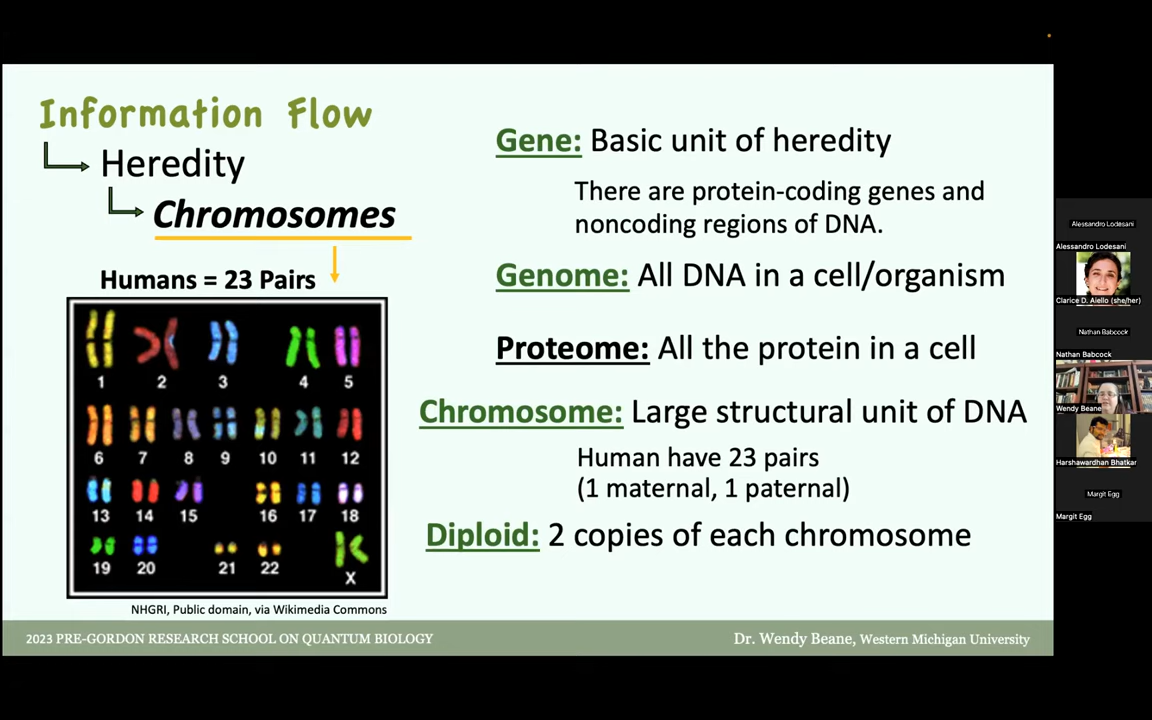 Information Flow
Heredity
Chromosomes
Humans = 23 Pairs
1 2 3 4 5
6 7 8 9 10 11 12
13 14 15 16 17 18
19 20 21 22 X
NHGRI, Public domain, via Wikimedia Commons
Gene: Basic unit of heredity
There are protein-coding genes and
noncoding regions of DNA.
Genome: All DNA in a cell/organism
Proteome: All the protein in a cell
Chromosome: Large structural unit of DNA
Human have 23 pairs
(1 maternal, 1 paternal)
Diploid: 2 copies of each chromosome
2023 PRE-GORDON RESEARCH SCHOOL ON QUANTUM BIOLOGY
Dr. Wendy Beane, Western Michigan University
Alessandro Lodesani
Alessandro Lodesani
Clarice D. Aiello (she/her)
Nathan Babcock
Nathan Babcock
Wendy Beane
Harshawardhan Bhatkar
Margit Egg
Margit Egg